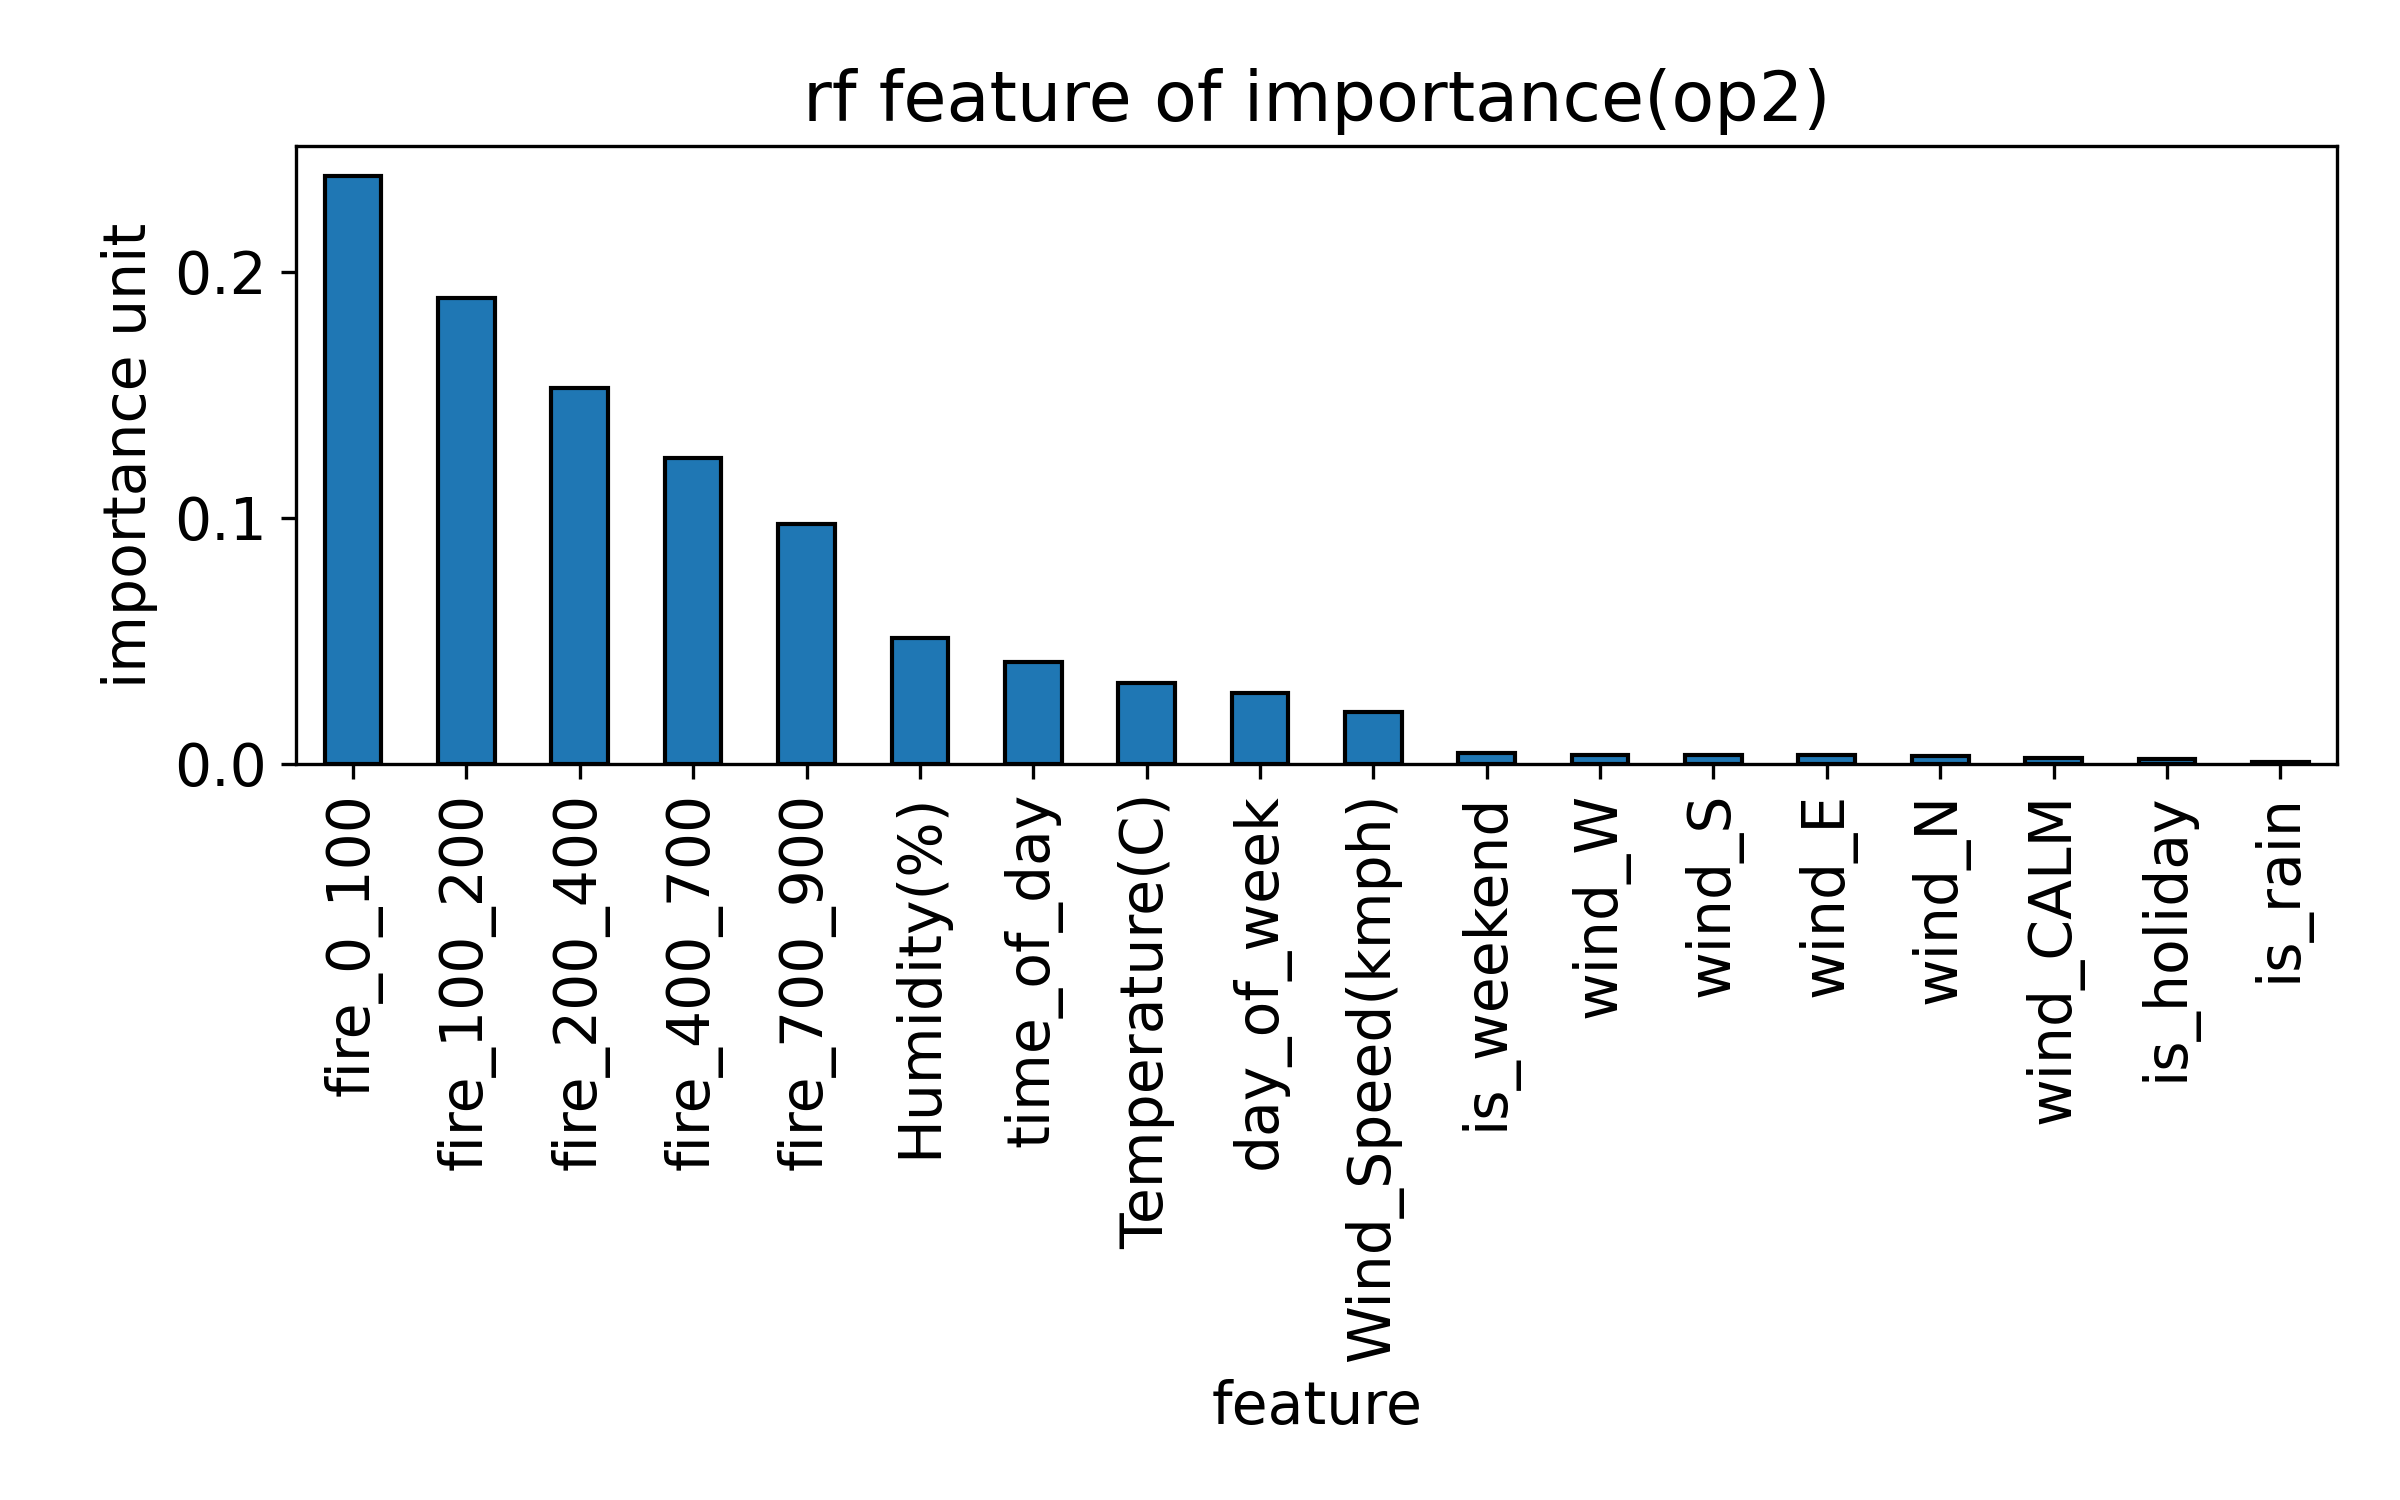 rf feature of importance(op2)
importance unit
0.2
0.1
0.0
fire_0_100
fire_100_200
fire_200_400
fire_400_700
fire_700_900
Humidity(%)
time_of_day
Temperature(C)
day_of_week
Wind_Speed(kmph)
is_weekend
wind_W
wind_S
wind_E
wind_N
wind_CALM
is_holiday
is_rain
feature